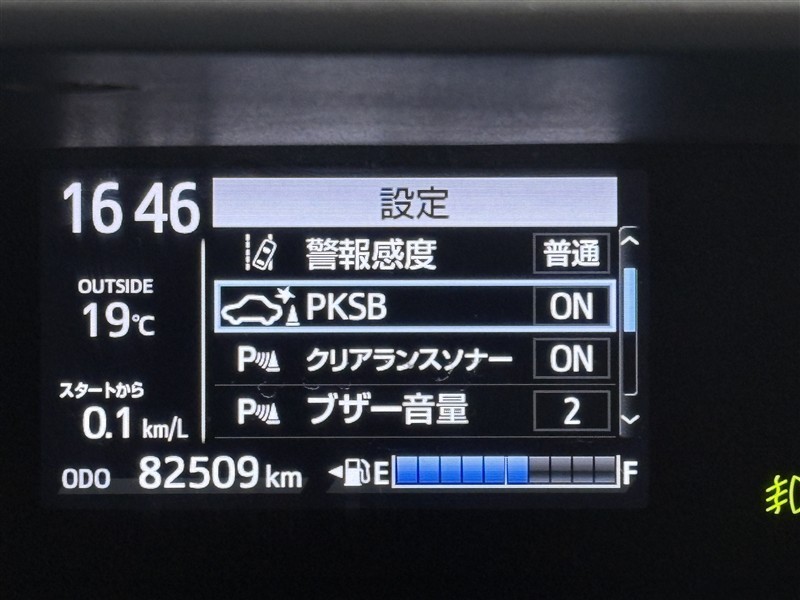 16 46
設定
警報感度 普通
OUTSIDE
19℃
PKSB ON
P クリアランスソナー ON
スタートから
0.1 km/L
P ブザー音量 2
ODO 82509 km E F